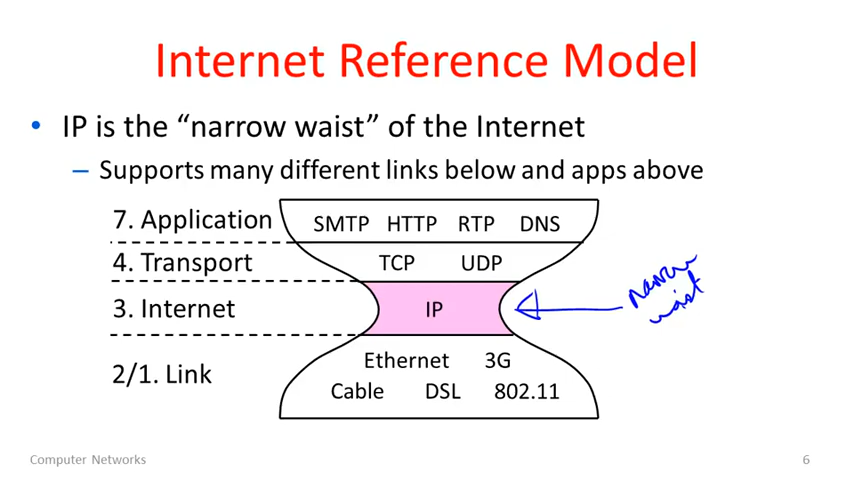 Internet Reference Model
• IP is the “narrow waist” of the Internet
– Supports many different links below and apps above
7. Application SMTP HTTP RTP DNS
4. Transport TCP UDP
3. Internet IP
narrow
waist
2/1. Link
Ethernet 3G
Cable DSL 802.11
Computer Networks 6